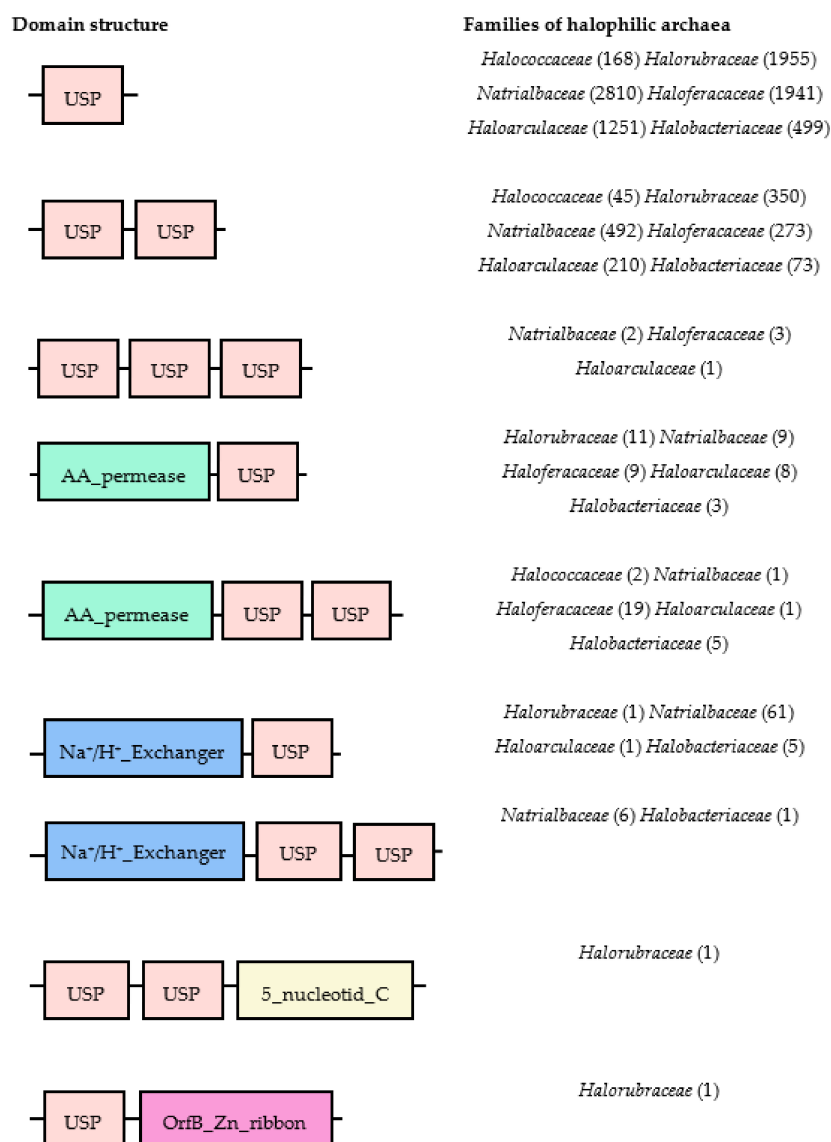 Domain structure Families of halophilic archaea
Halococcaceae (168) Halorubraceae (1955)
USP
Natrialbaceae (2810) Haloferacaceae (1941)
Haloarculaceae (1251) Halobacteriaceae (499)
Halococcaceae (45) Halorubraceae (350)
USP USP Natrialbaceae (492) Haloferacaceae (273)
Haloarculaceae (210) Halobacteriaceae (73)
Natrialbaceae (2) Haloferacaceae (3)
USP USP USP Haloarculaceae (1)
Halorubraceae (11) Natrialbaceae (9)
AA_permease USP Haloferacaceae (9) Haloarculaceae (8)
Halobacteriaceae (3)
Halococcaceae (2) Natrialbaceae (1)
AA_permease USP USP Haloferacaceae (19) Haloarculaceae (1)
Halobacteriaceae (5)
Halorubraceae (1) Natrialbaceae (61)
Na⁺/H⁺_Exchanger USP Haloarculaceae (1) Halobacteriaceae (5)
Natrialbaceae (6) Halobacteriaceae (1)
Na⁺/H⁺_Exchanger USP USP
Halorubraceae (1)
USP USP 5_nucleotid_C
Halorubraceae (1)
USP OrfB_Zn_ribbon